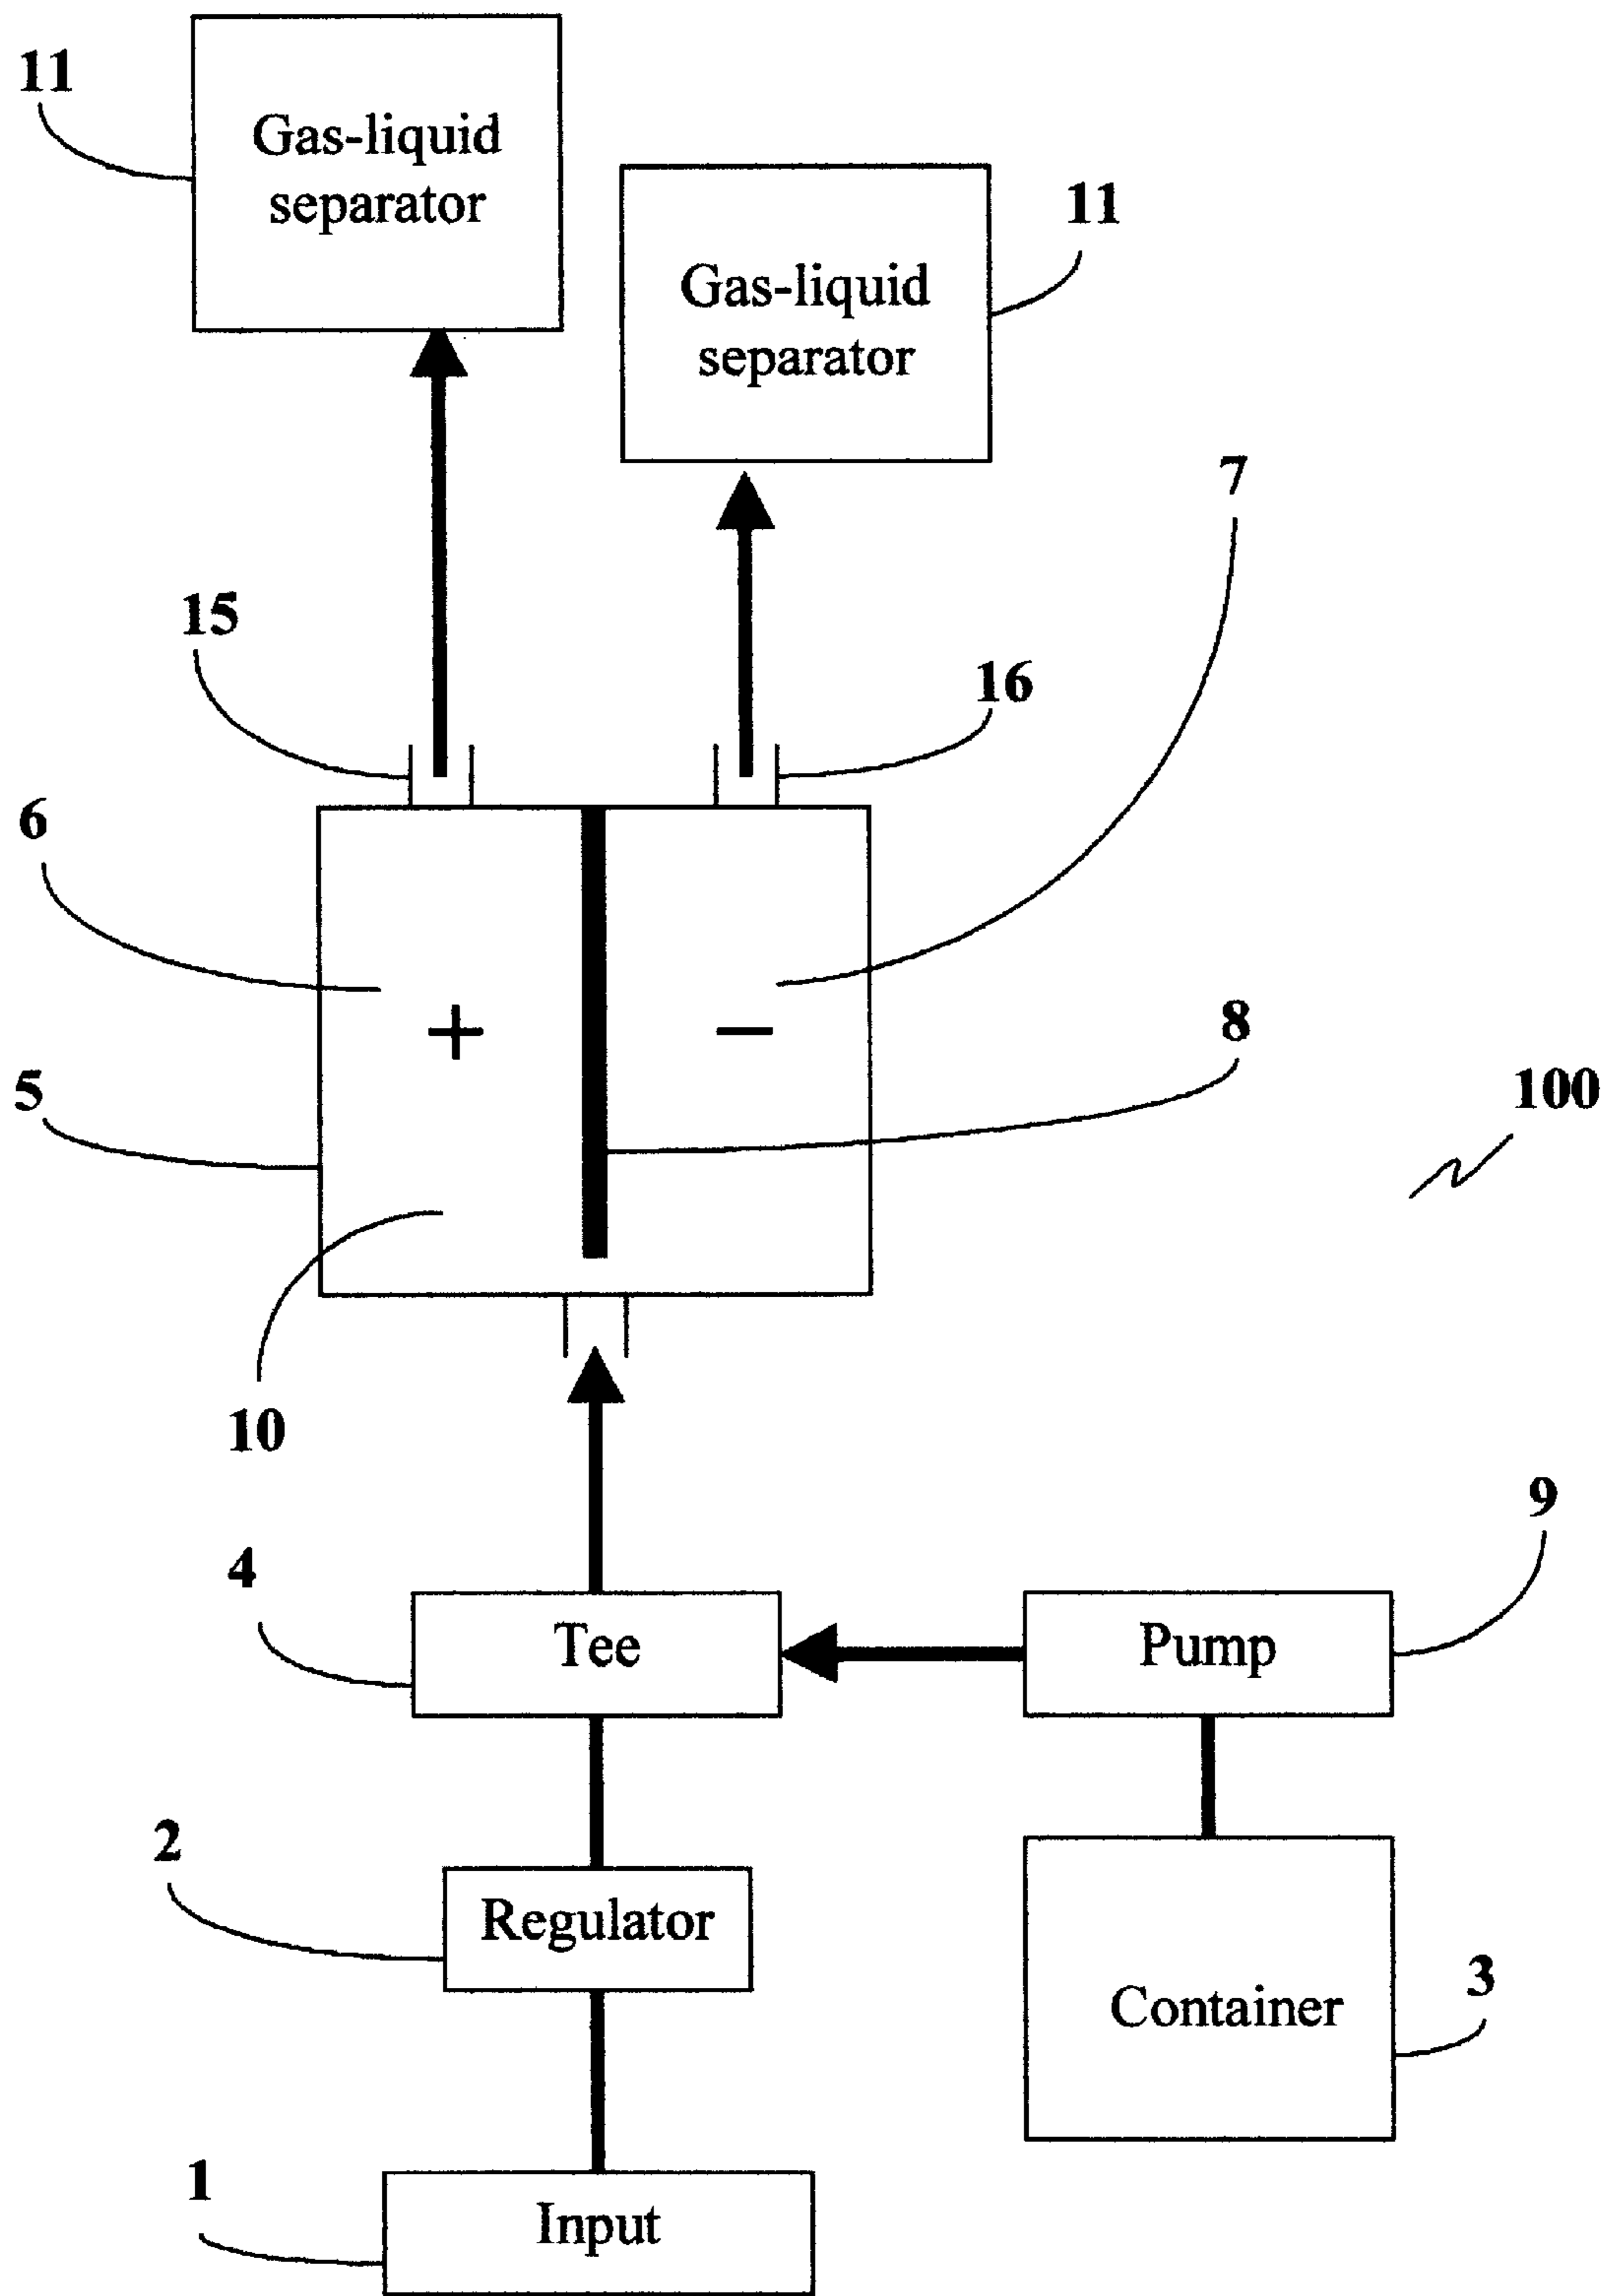 11
Gas-liquid
separator
11
Gas-liquid
separator
7
15
16
6
+
−
8
5
100
10
9
4
Tee
Pump
2
Regulator
3
Container
1
Input